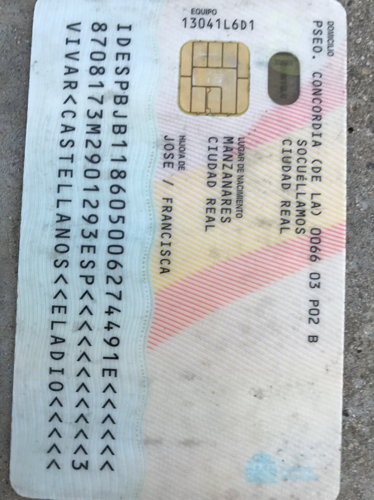 DOMICILIO
PSEO. CONCORDIA (DE LA) 0066 03 P02 B
SOCUÉLLAMOS
CIUDAD REAL
LUGAR DE NACIMIENTO
MANZANARES
CIUDAD REAL
HIJO/A DE
JOSE / FRANCISCA
EQUIPO
13041L6D1
IDESPBJB118605006274491E<<<<<<
8708173M2901293ESP<<<<<<<<<<<3
VIVAR<CASTELLANOS<<ELADIO<<<<<